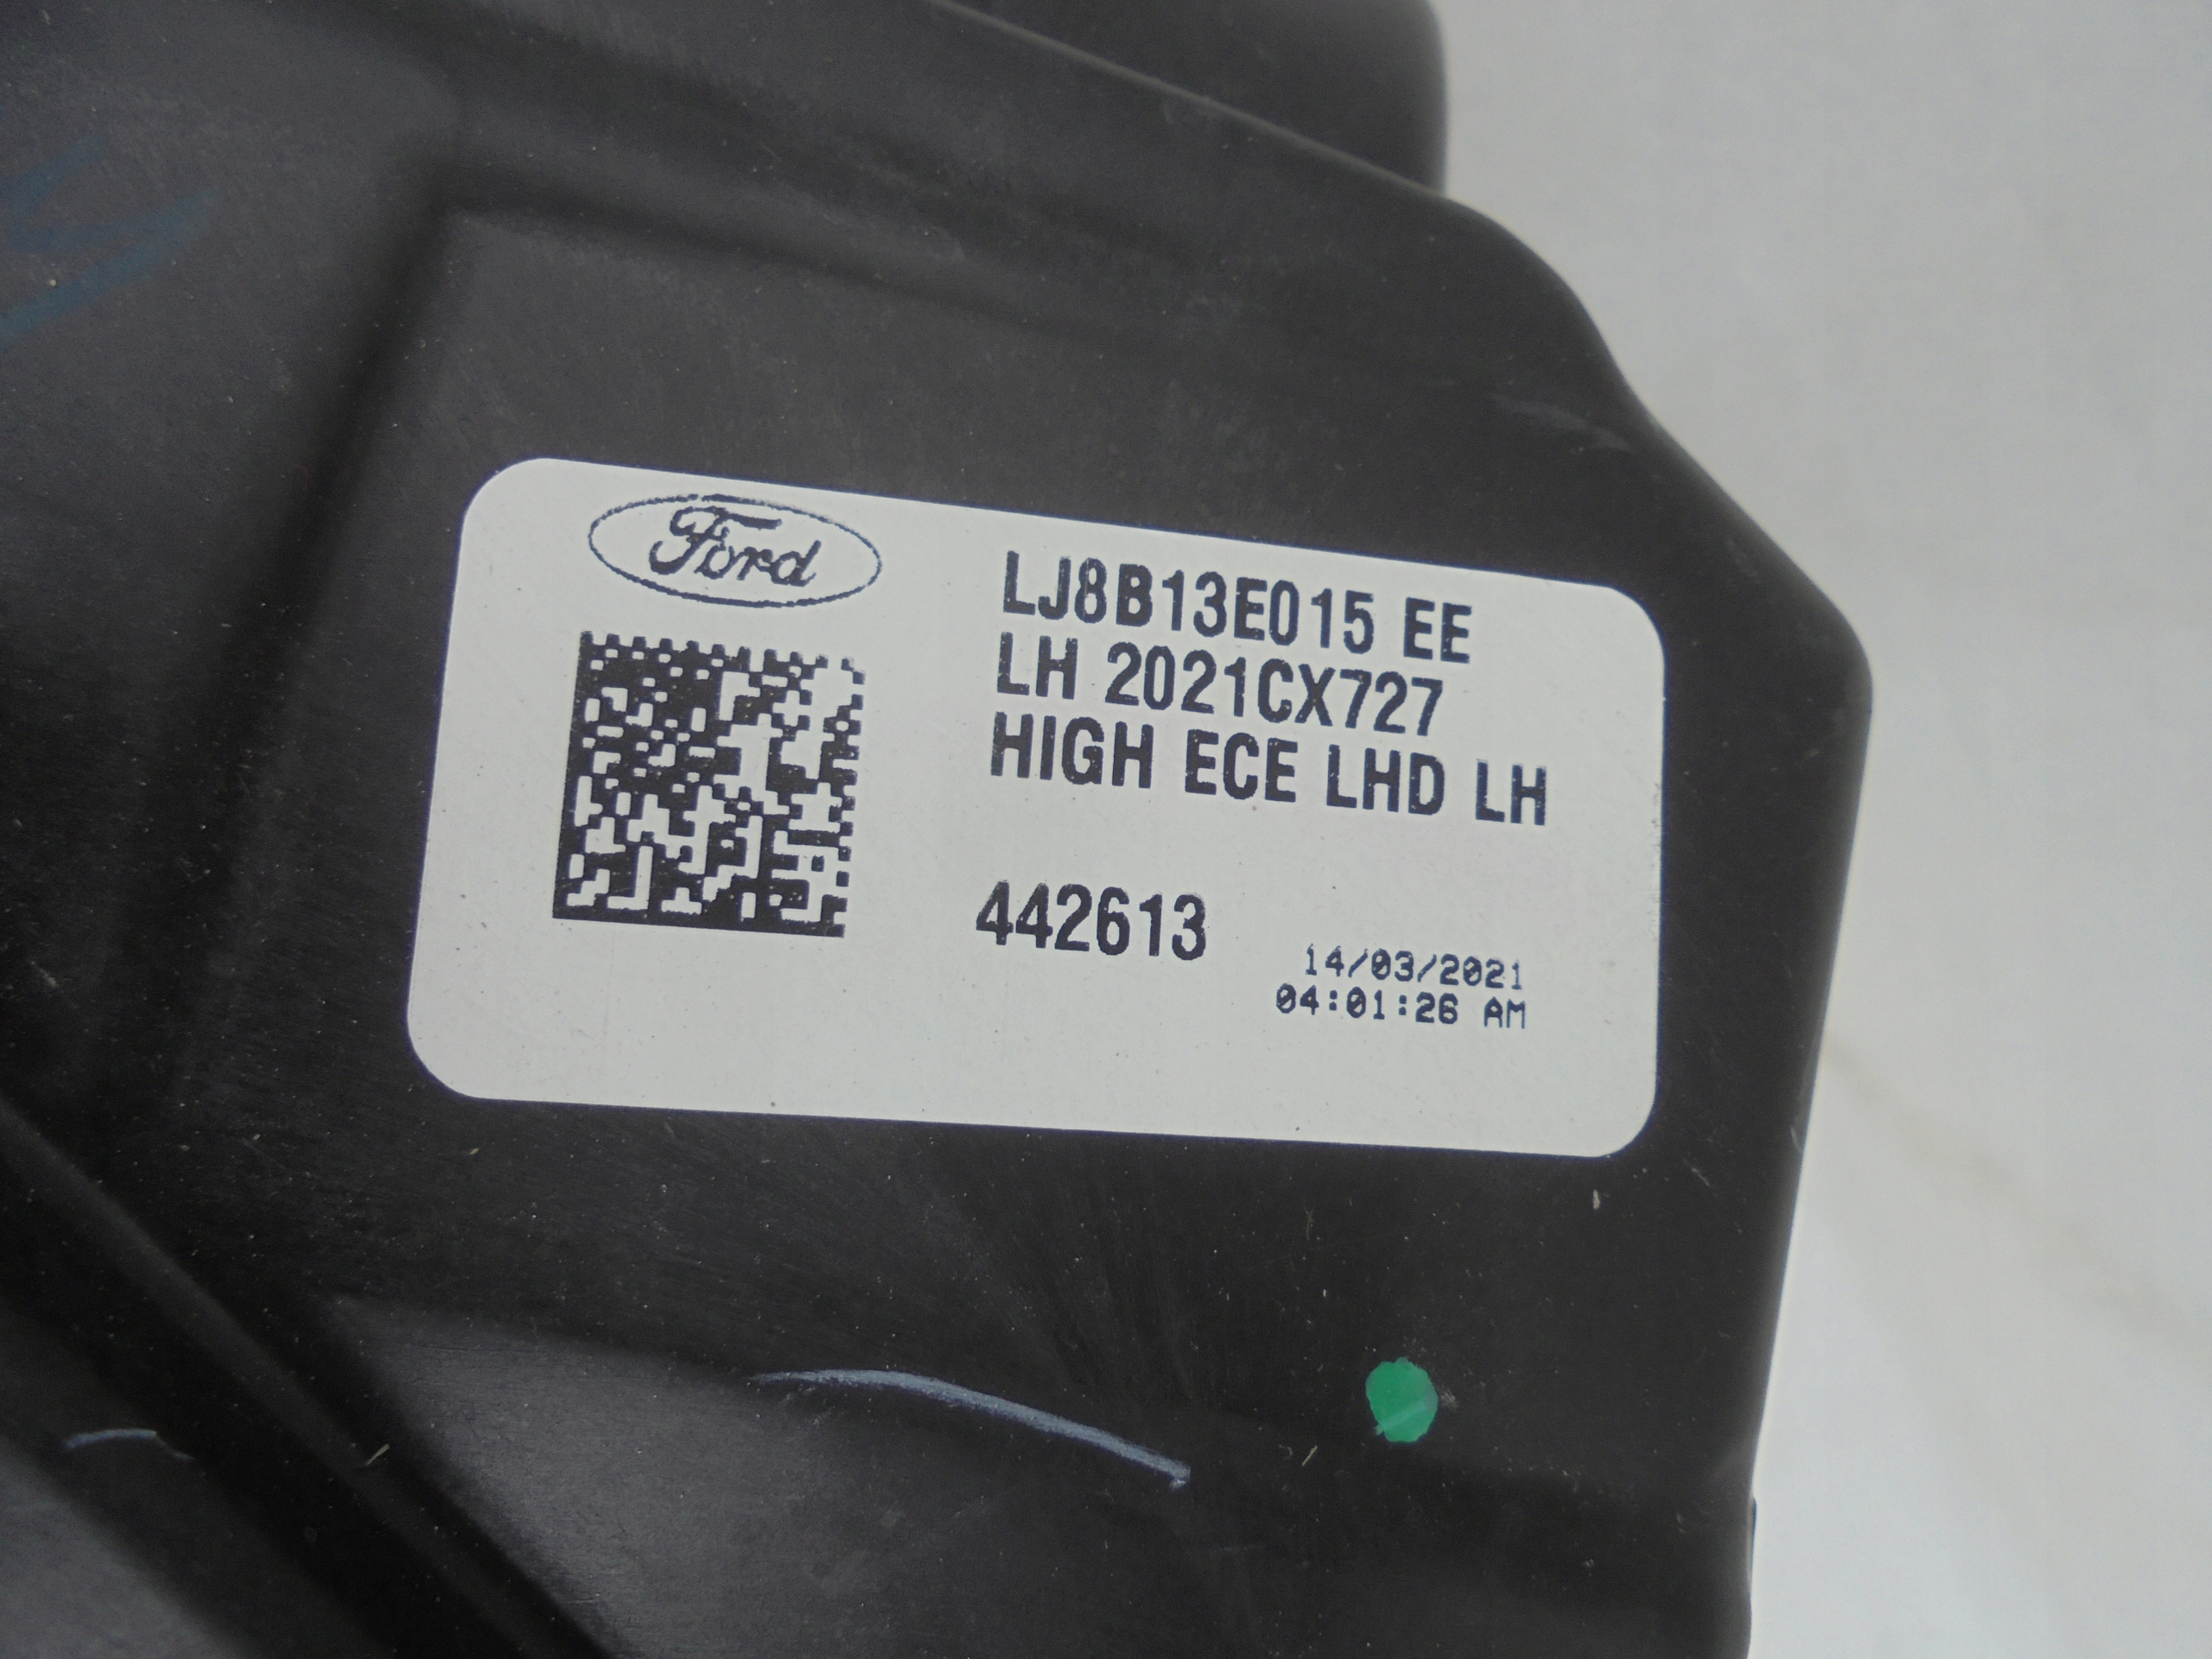 Ford
LJ8B13E015 EE
LH 2021CX727
HIGH ECE LHD LH
442613
14/03/2021
04:01:26 AM